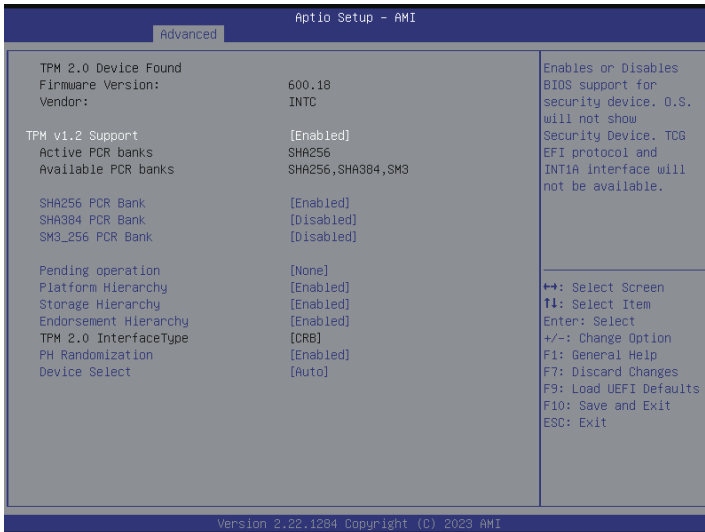 Aptio Setup – AMI
Advanced
TPM 2.0 Device Found
Firmware Version: 600.18
Vendor: INTC
TPM v1.2 Support [Enabled]
Active PCR banks SHA256
Available PCR banks SHA256,SHA384,SM3
SHA256 PCR Bank [Enabled]
SHA384 PCR Bank [Disabled]
SM3_256 PCR Bank [Disabled]
Pending operation [None]
Platform Hierarchy [Enabled]
Storage Hierarchy [Enabled]
Endorsement Hierarchy [Enabled]
TPM 2.0 InterfaceType [CRB]
PH Randomization [Enabled]
Device Select [Auto]
Enables or Disables
BIOS support for
security device. O.S.
will not show
Security Device. TCG
EFI protocol and
INT1A interface will
not be available.
↔: Select Screen
↑↓: Select Item
Enter: Select
+/-: Change Option
F1: General Help
F7: Discard Changes
F9: Load UEFI Defaults
F10: Save and Exit
ESC: Exit
Version 2.22.1284 Copyright (C) 2023 AMI